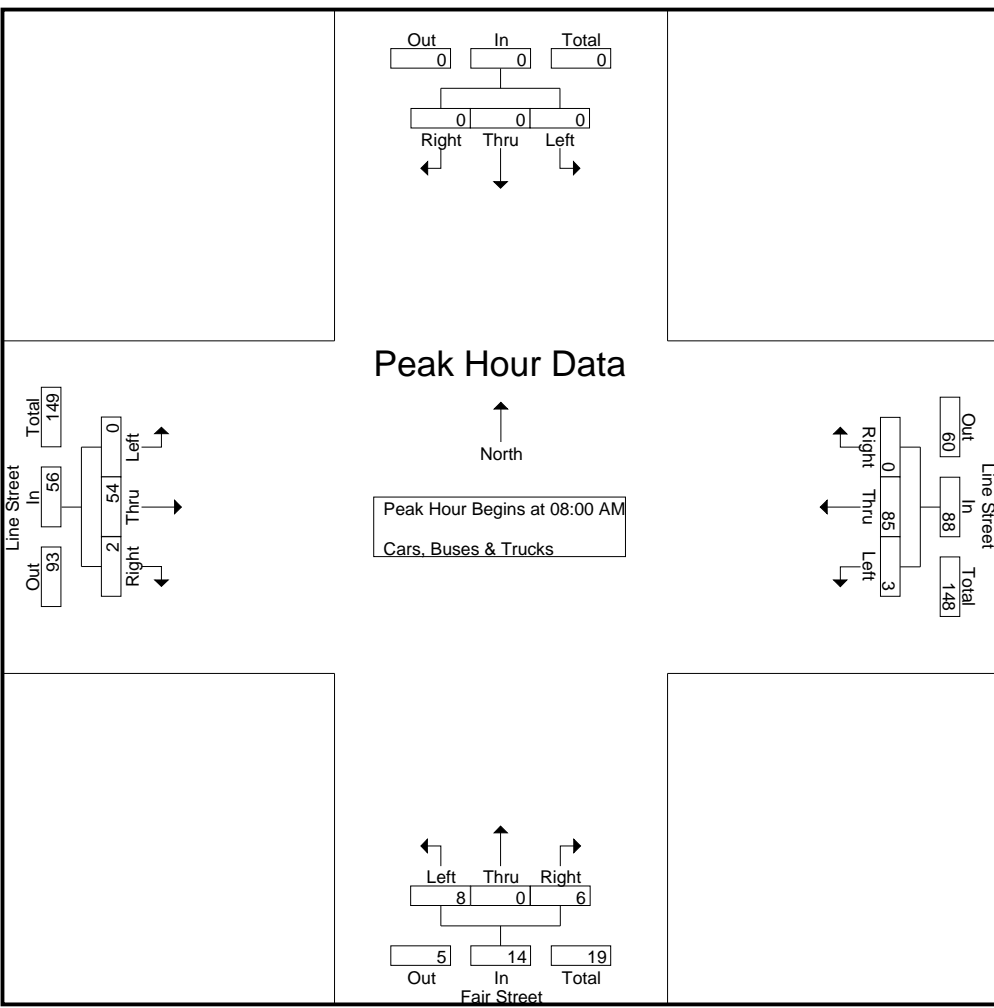 Out In Total
0 0 0
0 0 0
Right Thru Left
Peak Hour Data
North
Peak Hour Begins at 08:00 AM
Cars, Buses & Trucks
Line Street
Total In Out
149 56 93
0 54 2
Left Thru Right
Line Street
Out In Total
60 88 148
0 85 3
Right Thru Left
Left Thru Right
8 0 6
5 14 19
Out In Total
Fair Street